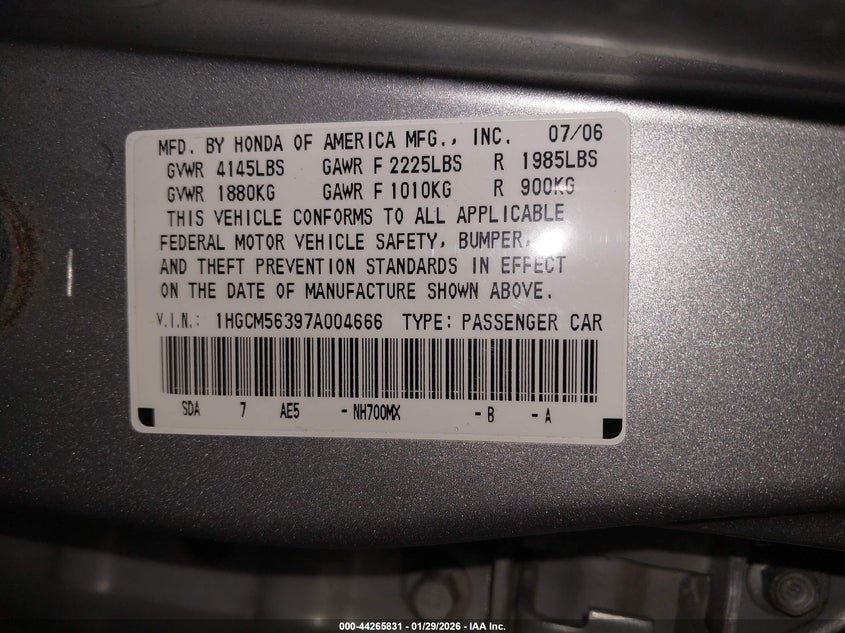 MFD. BY HONDA OF AMERICA MFG., INC. 07/06
GVWR 4145LBS GAWR F 2225LBS R 1985LBS
GVWR 1880KG GAWR F 1010KG R 900KG
THIS VEHICLE CONFORMS TO ALL APPLICABLE
FEDERAL MOTOR VEHICLE SAFETY, BUMPER,
AND THEFT PREVENTION STANDARDS IN EFFECT
ON THE DATE OF MANUFACTURE SHOWN ABOVE.
V.I.N.: 1HGCM56397A004666 TYPE: PASSENGER CAR
SDA 7 AE5 - NH700MX - B - A
000-44265831 - 01/29/2026 - IAA Inc.